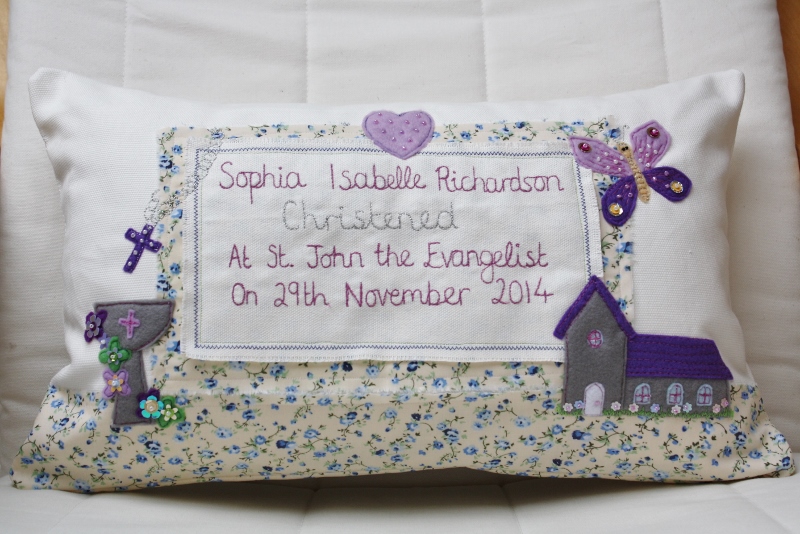 Sophia Isabelle Richardson
Christened
At St. John the Evangelist
On 29th November 2014